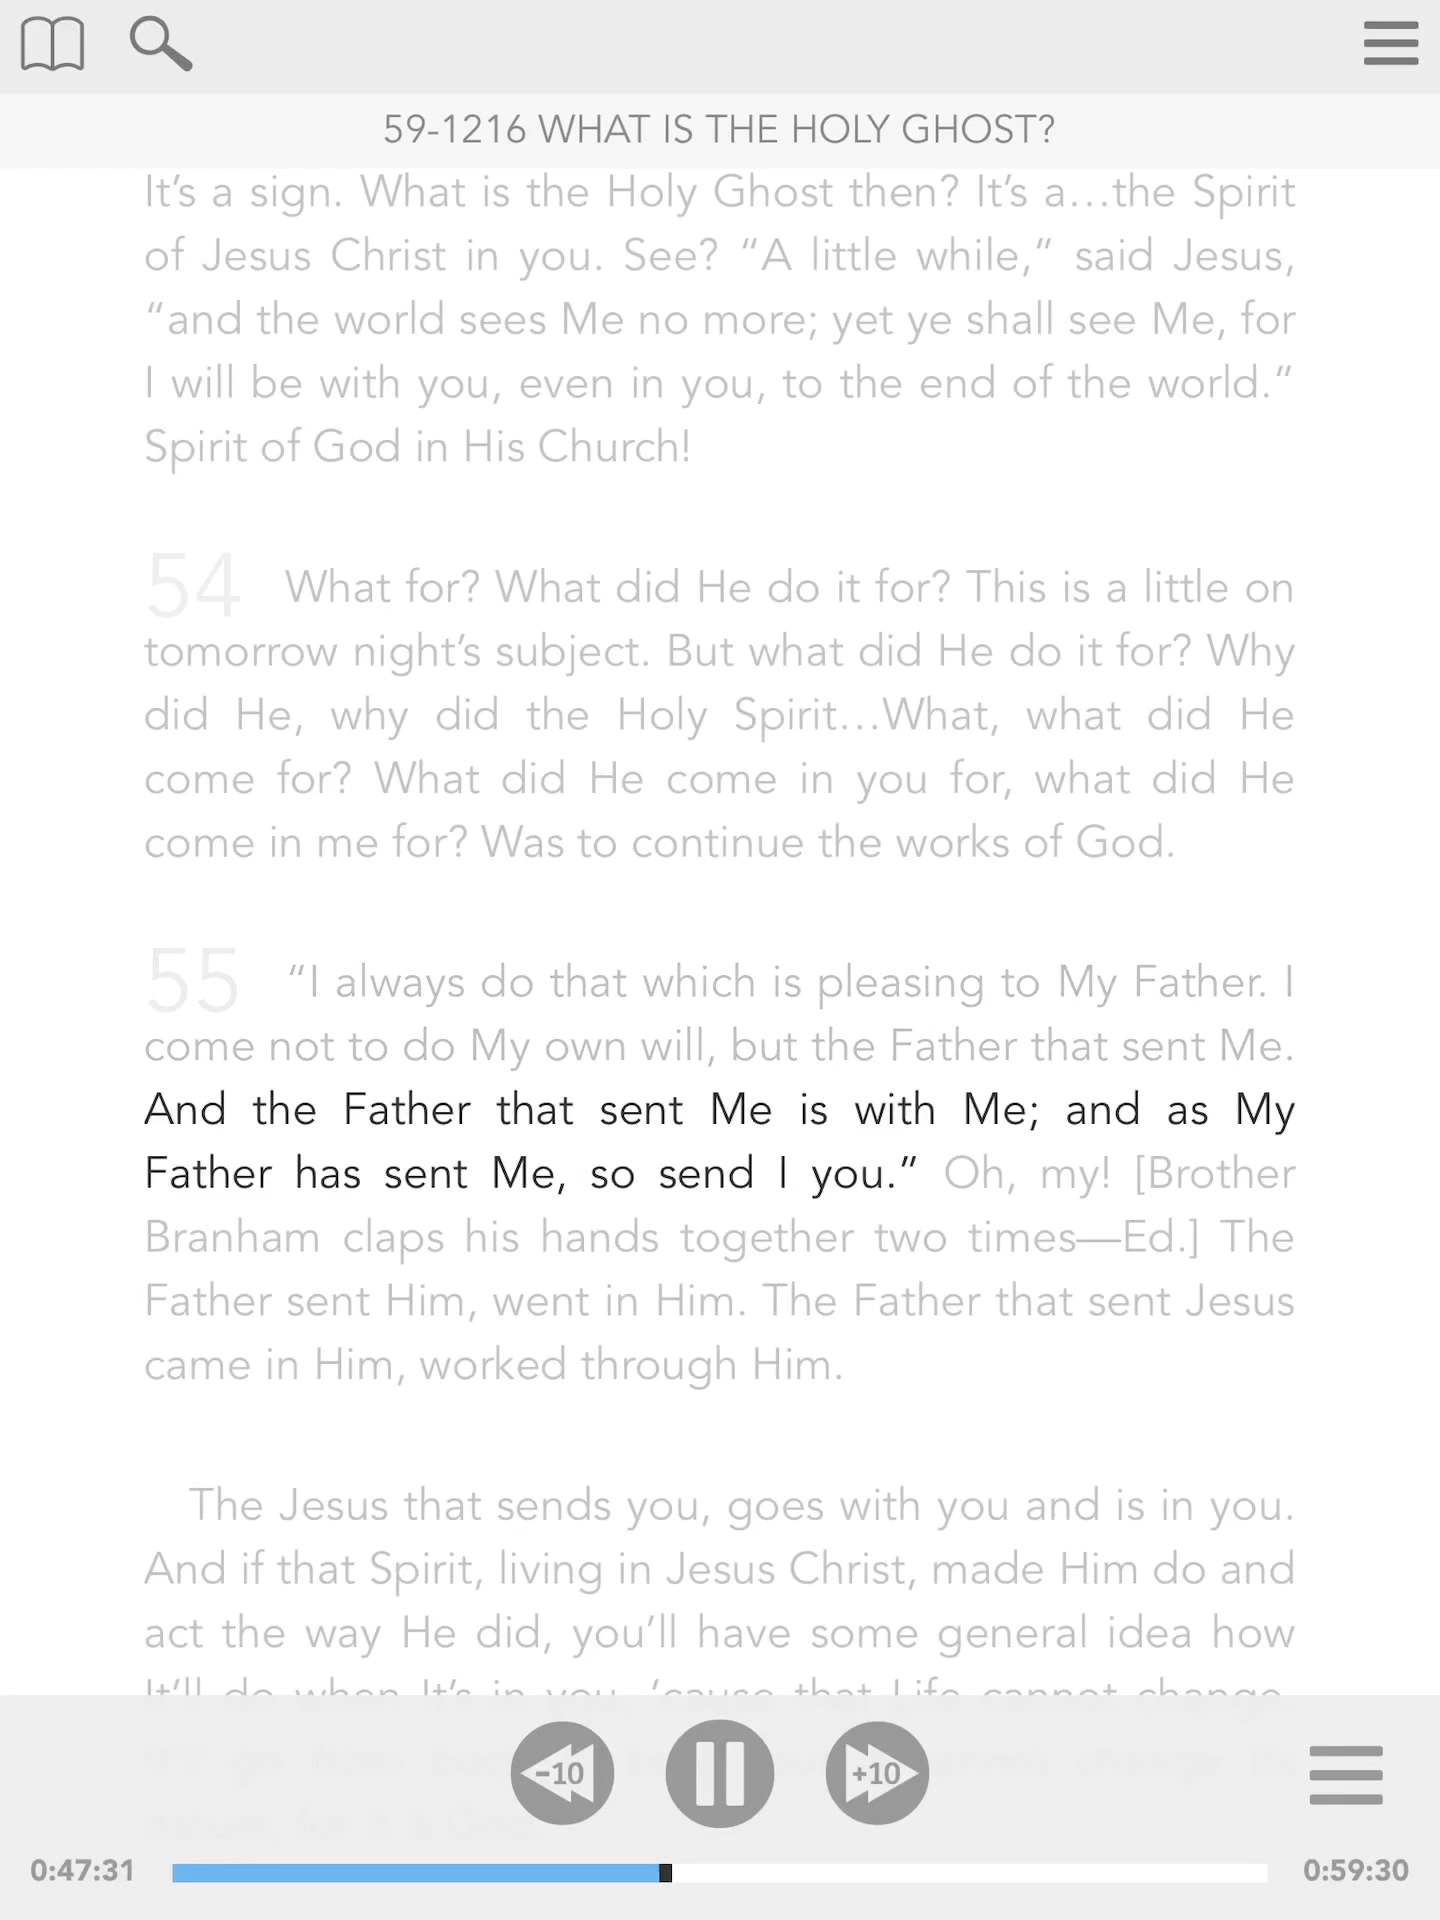 59-1216 WHAT IS THE HOLY GHOST?
It’s a sign. What is the Holy Ghost then? It’s a…the Spirit
of Jesus Christ in you. See? “A little while,” said Jesus,
“and the world sees Me no more; yet ye shall see Me, for
I will be with you, even in you, to the end of the world.”
Spirit of God in His Church!
54 What for? What did He do it for? This is a little on
tomorrow night’s subject. But what did He do it for? Why
did He, why did the Holy Spirit…What, what did He
come for? What did He come in you for, what did He
come in me for? Was to continue the works of God.
55 “I always do that which is pleasing to My Father. I
come not to do My own will, but the Father that sent Me.
And the Father that sent Me is with Me; and as My
Father has sent Me, so send I you.” Oh, my! [Brother
Branham claps his hands together two times—Ed.] The
Father sent Him, went in Him. The Father that sent Jesus
came in Him, worked through Him.
The Jesus that sends you, goes with you and is in you.
And if that Spirit, living in Jesus Christ, made Him do and
act the way He did, you’ll have some general idea how
It’ll do when It’s in you, ‘cause that Life cannot change.
-10 +10
0:47:31 0:59:30